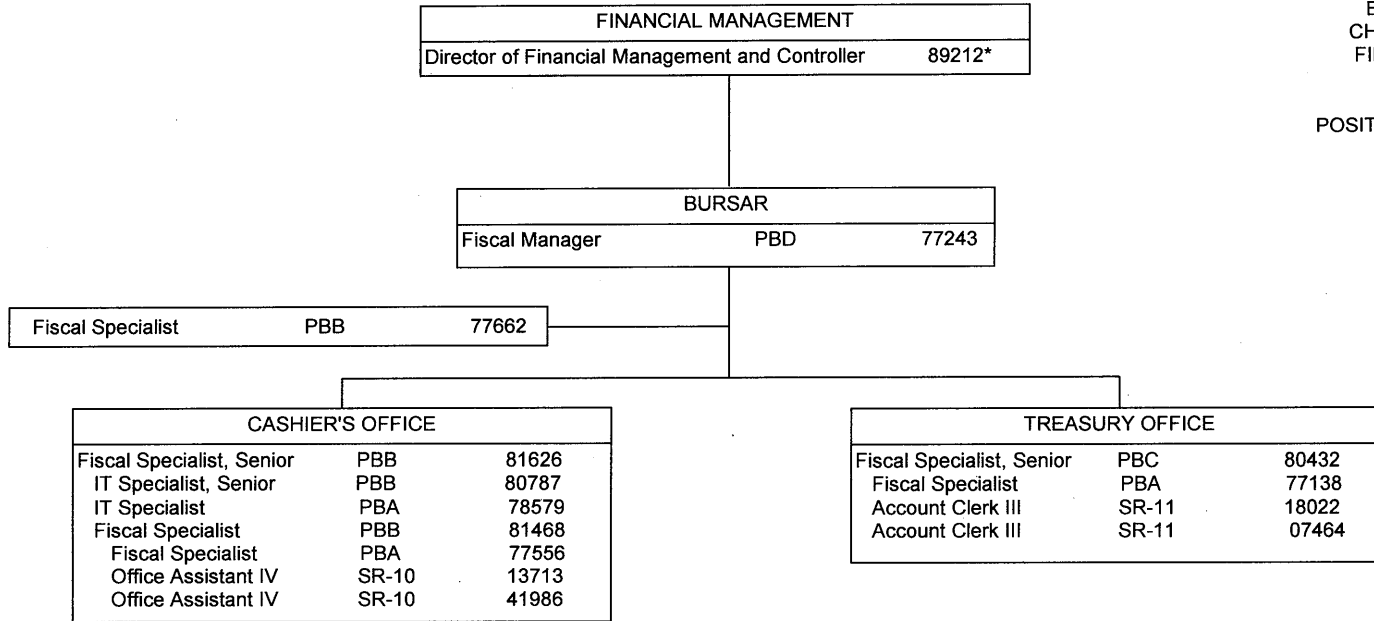 FINANCIAL MANAGEMENT
Director of Financial Management and Controller 89212*
POSIT
BURSAR
Fiscal Manager PBD 77243
Fiscal Specialist PBB 77662
CASHIER'S OFFICE
Fiscal Specialist, Senior PBB 81626
IT Specialist, Senior PBB 80787
IT Specialist PBA 78579
Fiscal Specialist PBB 81468
Fiscal Specialist PBA 77556
Office Assistant IV SR-10 13713
Office Assistant IV SR-10 41986
TREASURY OFFICE
Fiscal Specialist, Senior PBC 80432
Fiscal Specialist PBA 77138
Account Clerk III SR-11 18022
Account Clerk III SR-11 07464